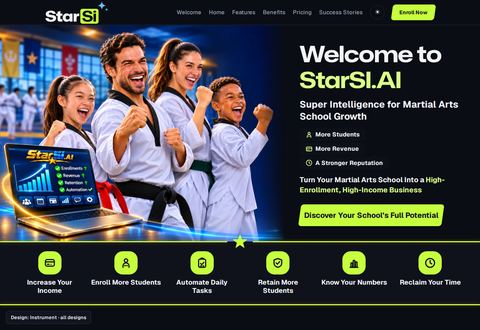 StarSi
Welcome
Home
Features
Benefits
Pricing
Success Stories
Enroll Now
Welcome to
StarSI.AI
Super Intelligence for Martial Arts
School Growth
More Students
More Revenue
A Stronger Reputation
Turn Your Martial Arts School Into a High-
Enrollment, High-Income Business
Discover Your School's Full Potential
StarSI.AI
Enrollments
Revenue
Retention
Automation
Increase Your
Income
Enroll More Students
Automate Daily
Tasks
Retain More
Students
Know Your Numbers
Reclaim Your Time
Design: Instrument · all designs